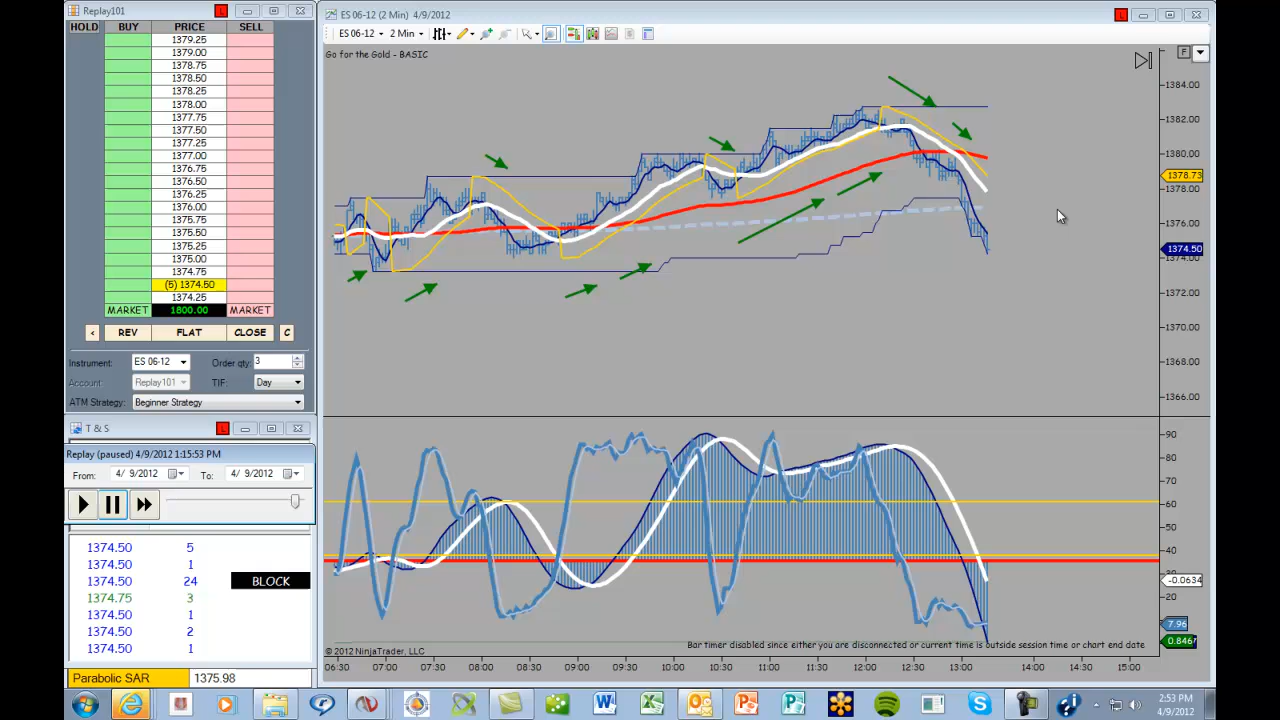 Replay101
HOLD BUY PRICE SELL
1379.25
1379.00
1378.75
1378.50
1378.25
1378.00
1377.75
1377.50
1377.25
1377.00
1376.75
1376.50
1376.25
1376.00
1375.75
1375.50
1375.25
1375.00
1374.75
(5) 1374.50
1374.25
MARKET 1800.00 MARKET
< REV FLAT CLOSE C
Instrument: ES 06-12 Order qty: 3
Account: Replay101 TIF: Day
ATM Strategy: Beginner Strategy
T & S
Replay (paused) 4/9/2012 1:15:53 PM
From: 4/ 9/2012 To: 4/ 9/2012
1374.50 5
1374.50 1
1374.50 24 BLOCK
1374.75 3
1374.50 1
1374.50 2
1374.50 1
Parabolic SAR 1375.98
ES 06-12 (2 Min) 4/9/2012
ES 06-12 2 Min
Go for the Gold - BASIC
F
1384.00
1382.00
1380.00
1378.73
1378.00
1376.00
1374.50
1374.00
1372.00
1370.00
1368.00
1366.00
90
80
70
60
50
40
-0.0634
20
7.96
0.846
Bar timer disabled since either you are disconnected or current time is outside session time or chart end date
© 2012 NinjaTrader, LLC
06:30 07:00 07:30 08:00 08:30 09:00 09:30 10:00 10:30 11:00 11:30 12:00 12:30 13:00 14:00 14:30 15:00
2:53 PM
4/9/2012